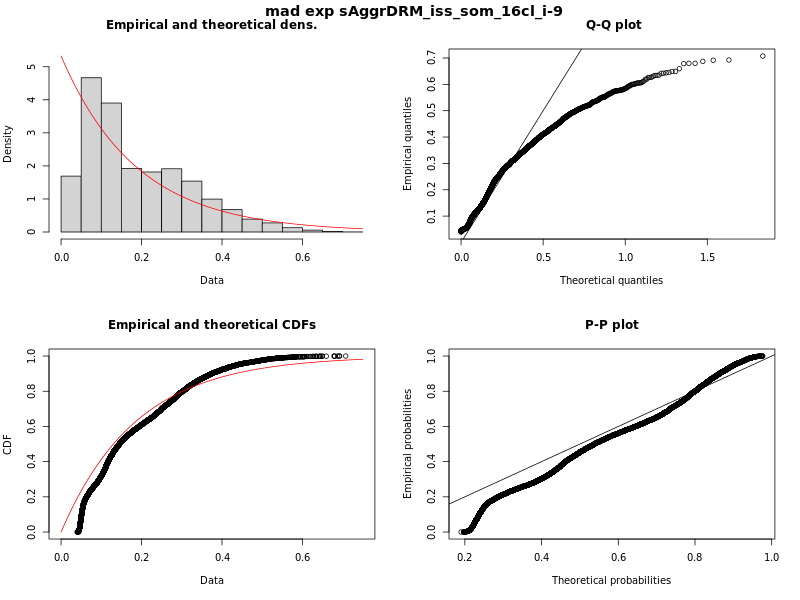 mad exp sAggrDRM_iss_som_16cl_i-9
Empirical and theoretical dens.
Density
0 1 2 3 4 5
0.0 0.2 0.4 0.6
Data
Q-Q plot
Empirical quantiles
0.1 0.2 0.3 0.4 0.5 0.6 0.7
0.0 0.5 1.0 1.5
Theoretical quantiles
Empirical and theoretical CDFs
CDF
0.0 0.2 0.4 0.6 0.8 1.0
0.0 0.2 0.4 0.6
Data
P-P plot
Empirical probabilities
0.0 0.2 0.4 0.6 0.8 1.0
0.2 0.4 0.6 0.8 1.0
Theoretical probabilities